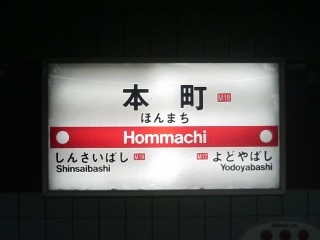 本町 M18
ほんまち
Hommachi
しんさいばし M19 M17 よどやばし
Shinsaibashi Yodoyabashi